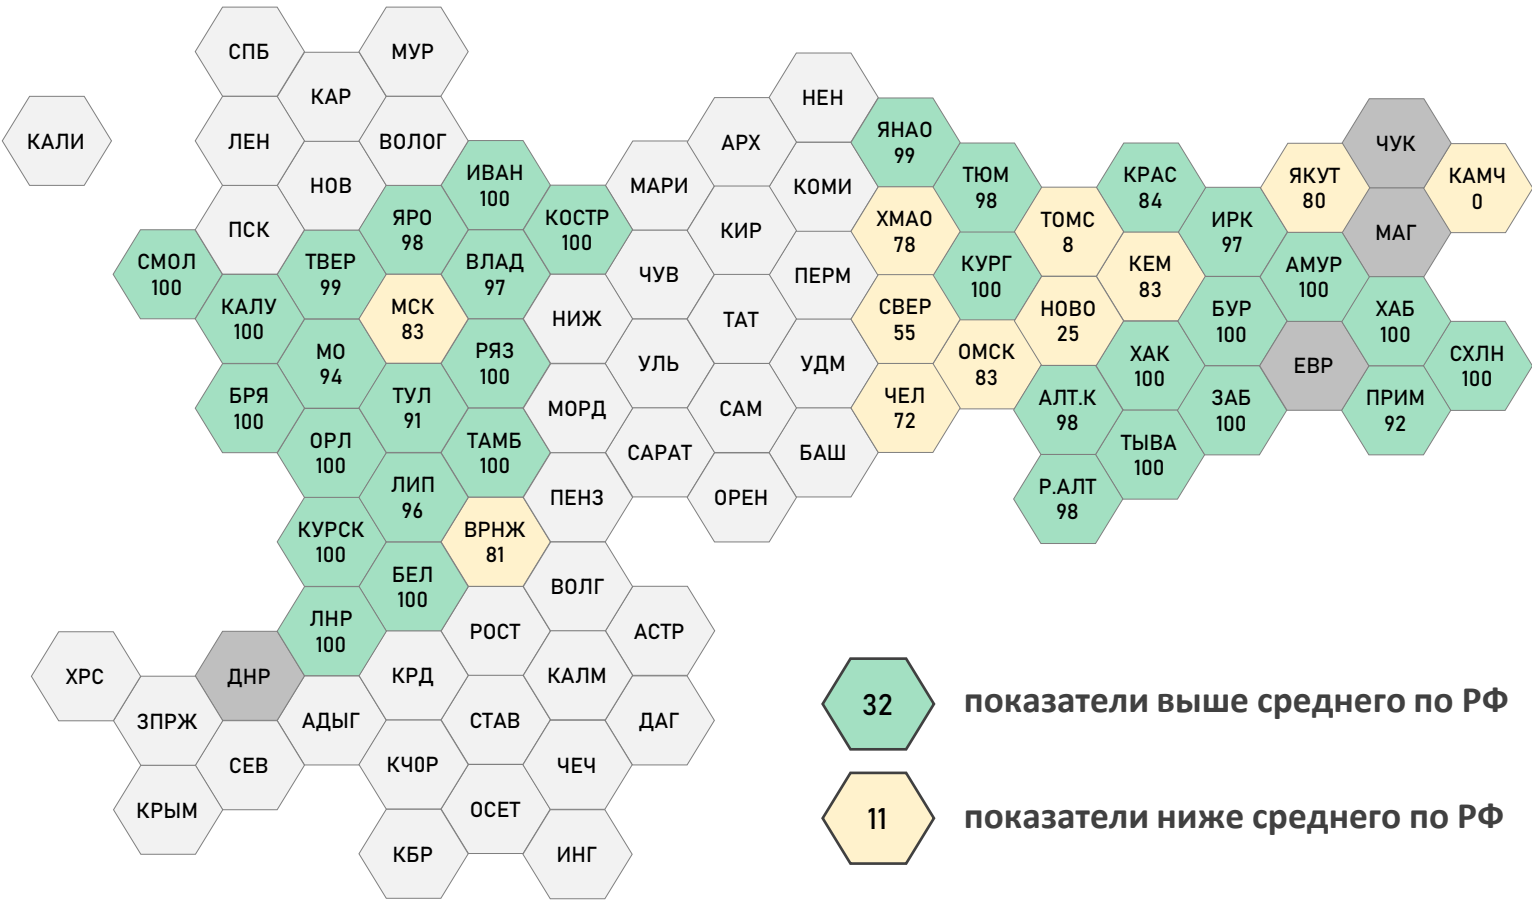 СПБ
МУР
КАР
НЕН
КАЛИ
ЛЕН
ВОЛОГ
АРХ
ЯНАО
99
ЧУК
НОВ
ИВАН
100
МАРИ
КОМИ
ТЮМ
98
КРАС
84
ЯКУТ
80
КАМЧ
0
ПСК
ЯРО
98
КОСТР
100
КИР
ХМАО
78
ТОМС
8
ИРК
97
МАГ
СМОЛ
100
ТВЕР
99
ВЛАД
97
ЧУВ
ПЕРМ
КУРГ
100
КЕМ
83
АМУР
100
КАЛУ
100
МСК
83
НИЖ
ТАТ
СВЕР
55
НОВО
25
БУР
100
ХАБ
100
МО
94
РЯЗ
100
УЛЬ
УДМ
ОМСК
83
ХАК
100
ЕВР
СХЛН
100
БРЯ
100
ТУЛ
91
МОРД
САМ
ЧЕЛ
72
АЛТ.К
98
ЗАБ
100
ПРИМ
92
ОРЛ
100
ТАМБ
100
САРАТ
БАШ
ТЫВА
100
ЛИП
96
ПЕНЗ
ОРЕН
Р.АЛТ
98
КУРСК
100
ВРНЖ
81
БЕЛ
100
ВОЛГ
ЛНР
100
РОСТ
АСТР
ХРС
ДНР
КРД
КАЛМ
ЗПРЖ
АДЫГ
СТАВ
ДАГ
СЕВ
КЧОР
ЧЕЧ
КРЫМ
ОСЕТ
КБР
ИНГ
32
показатели выше среднего по РФ
11
показатели ниже среднего по РФ